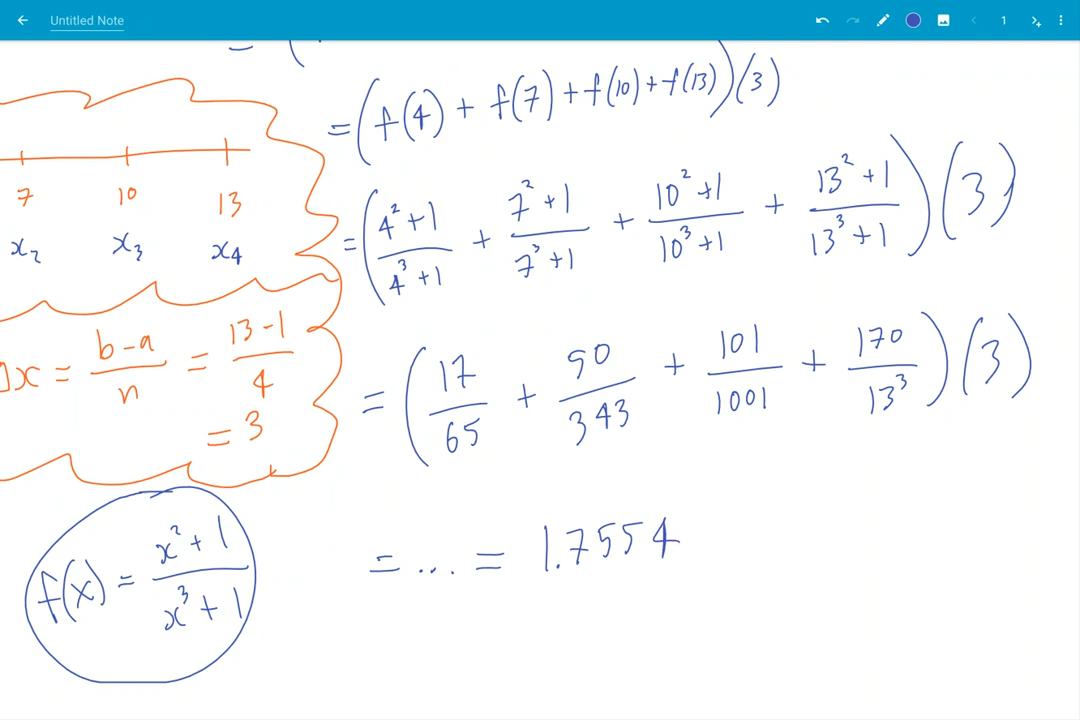 Untitled Note
1
= (
= (f(4) + f(7) + f(10) + f(13)) (3)
= (4² + 1 / 4³ + 1 + 7² + 1 / 7³ + 1 + 10² + 1 / 10³ + 1 + 13² + 1 / 13³ + 1) (3)
= (17 / 65 + 50 / 343 + 101 / 1001 + 170 / 13³) (3)
= ... = 1.7554
7 10 13
x₂ x₃ x₄
x = b - a / n = 13 - 1 / 4
= 3
f(x) = x² + 1 / x³ + 1